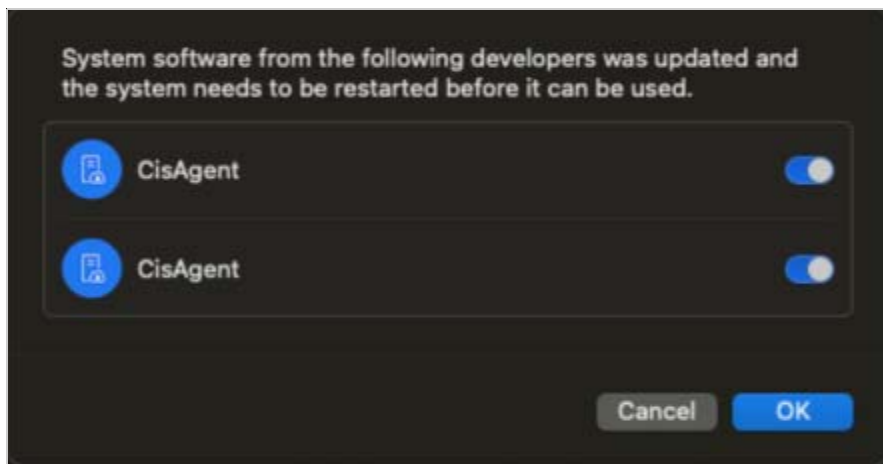 System software from the following developers was updated and
the system needs to be restarted before it can be used.
CisAgent
CisAgent
Cancel
OK